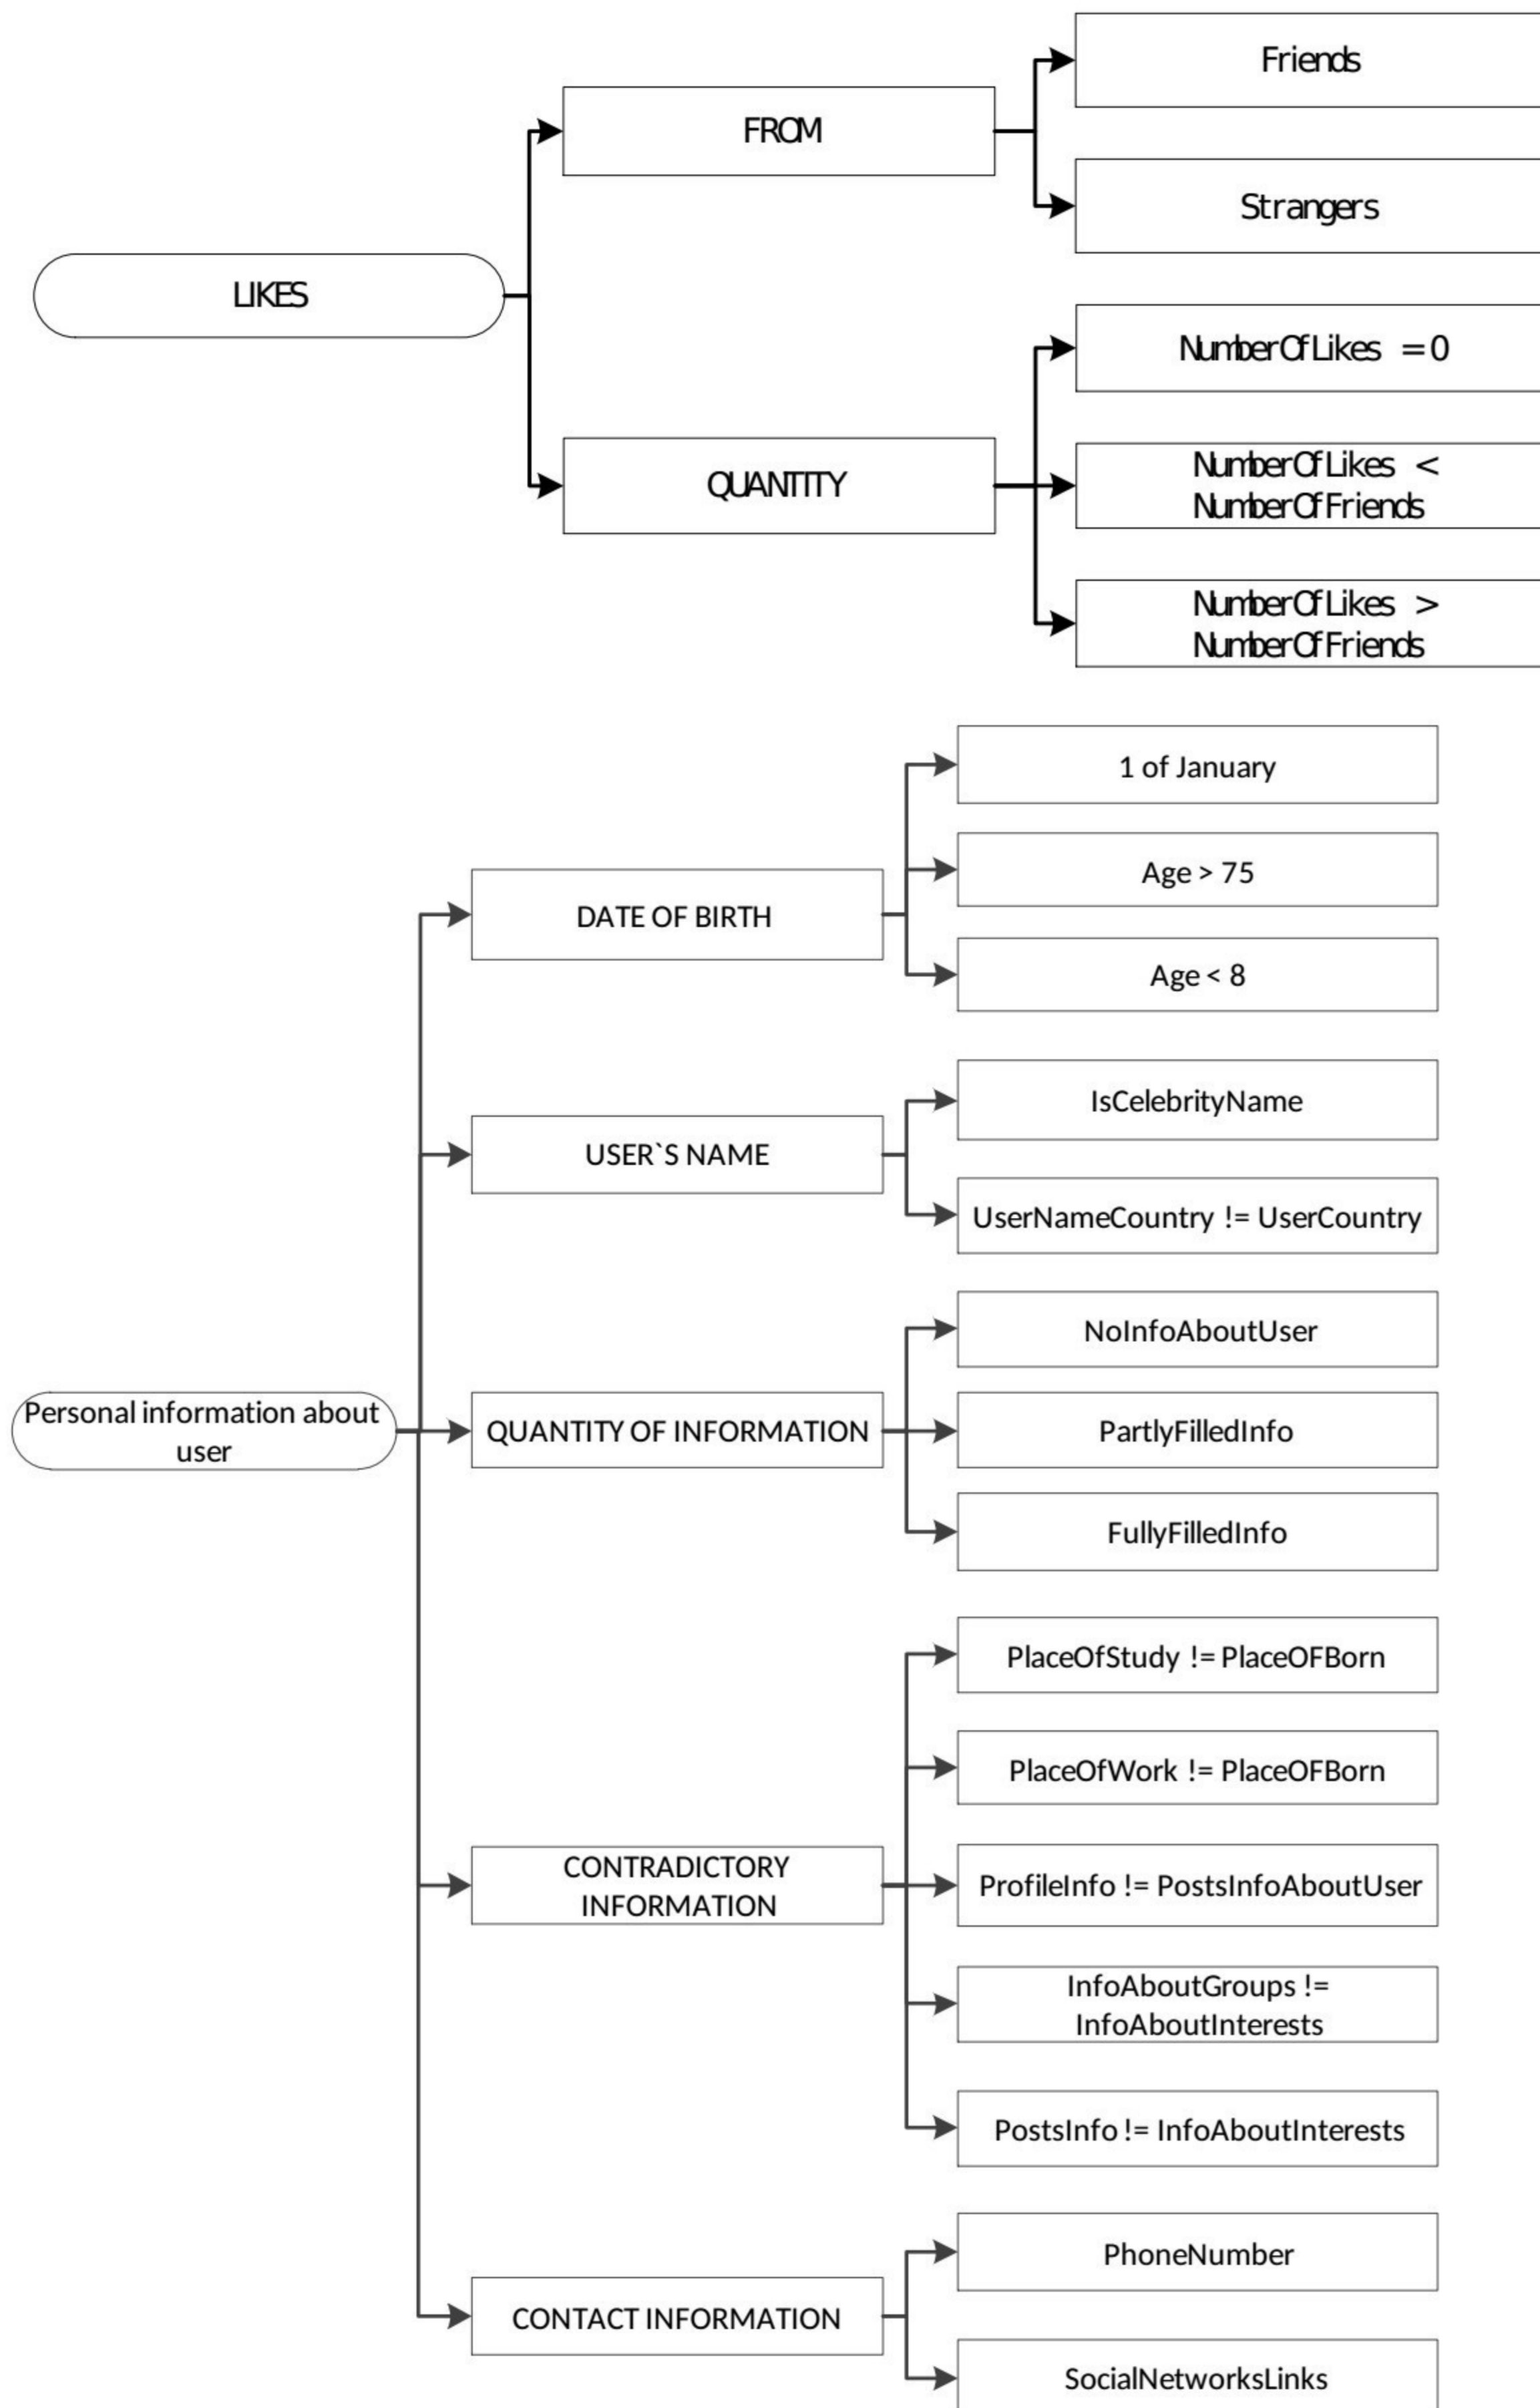 Friends
FROM
Strangers
LIKES
NumberOfLikes = 0
QUANTITY
NumberOfLikes <
NumberOfFriends
NumberOfLikes >
NumberOfFriends
1 of January
Age > 75
DATE OF BIRTH
Age < 8
IsCelebrityName
USER`S NAME
UserNameCountry != UserCountry
NoInfoAboutUser
Personal information about
user
QUANTITY OF INFORMATION
PartlyFilledInfo
FullyFilledInfo
PlaceOfStudy != PlaceOFBorn
PlaceOfWork != PlaceOFBorn
CONTRADICTORY
INFORMATION
ProfileInfo != PostsInfoAboutUser
InfoAboutGroups !=
InfoAboutInterests
PostsInfo != InfoAboutInterests
PhoneNumber
CONTACT INFORMATION
SocialNetworksLinks